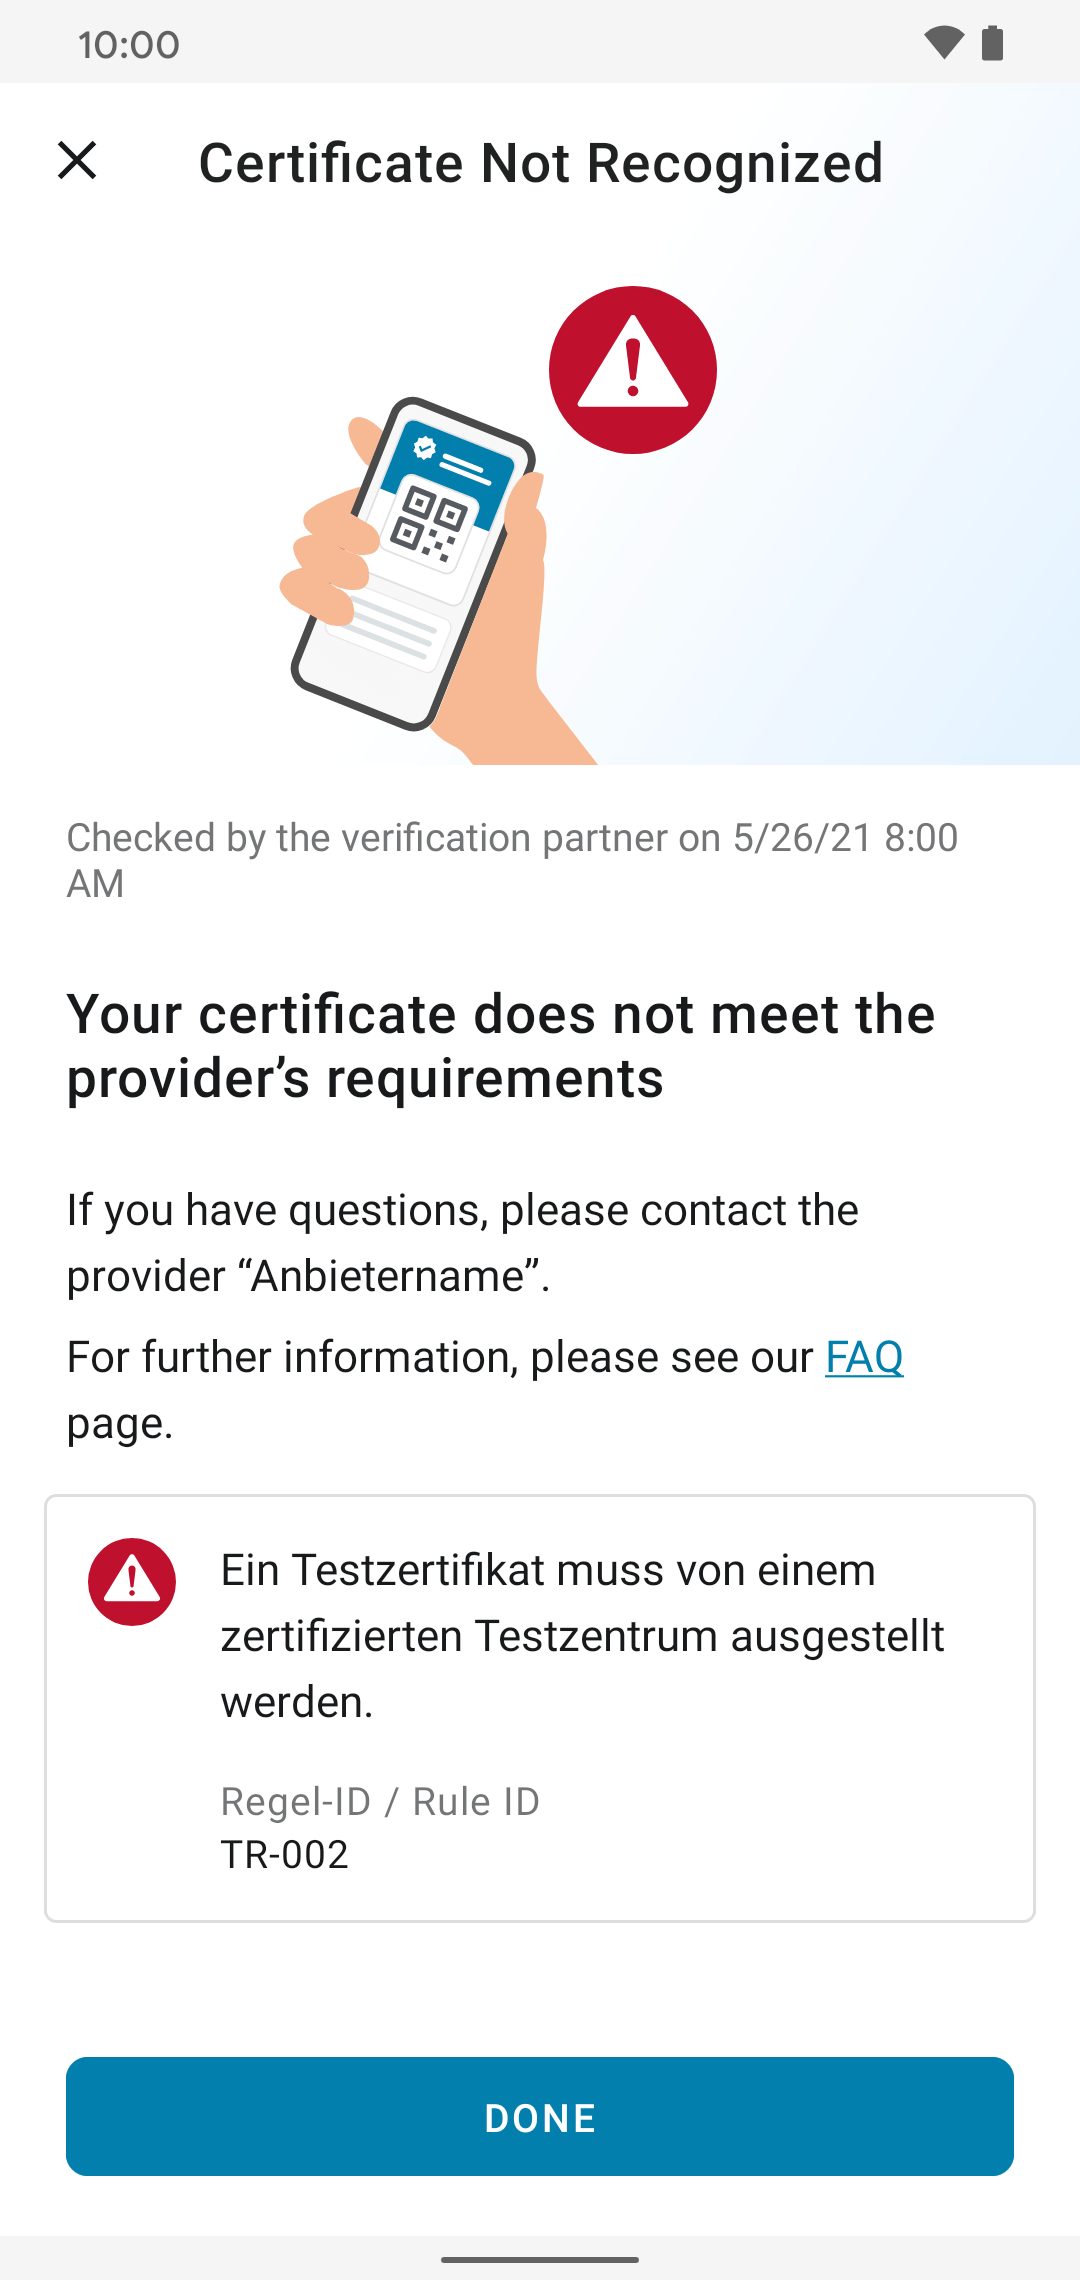 10:00
Certificate Not Recognized
Checked by the verification partner on 5/26/21 8:00
AM
Your certificate does not meet the
provider’s requirements
If you have questions, please contact the
provider “Anbietername”.
For further information, please see our FAQ
page.
Ein Testzertifikat muss von einem
zertifizierten Testzentrum ausgestellt
werden.
Regel-ID / Rule ID
TR-002
DONE